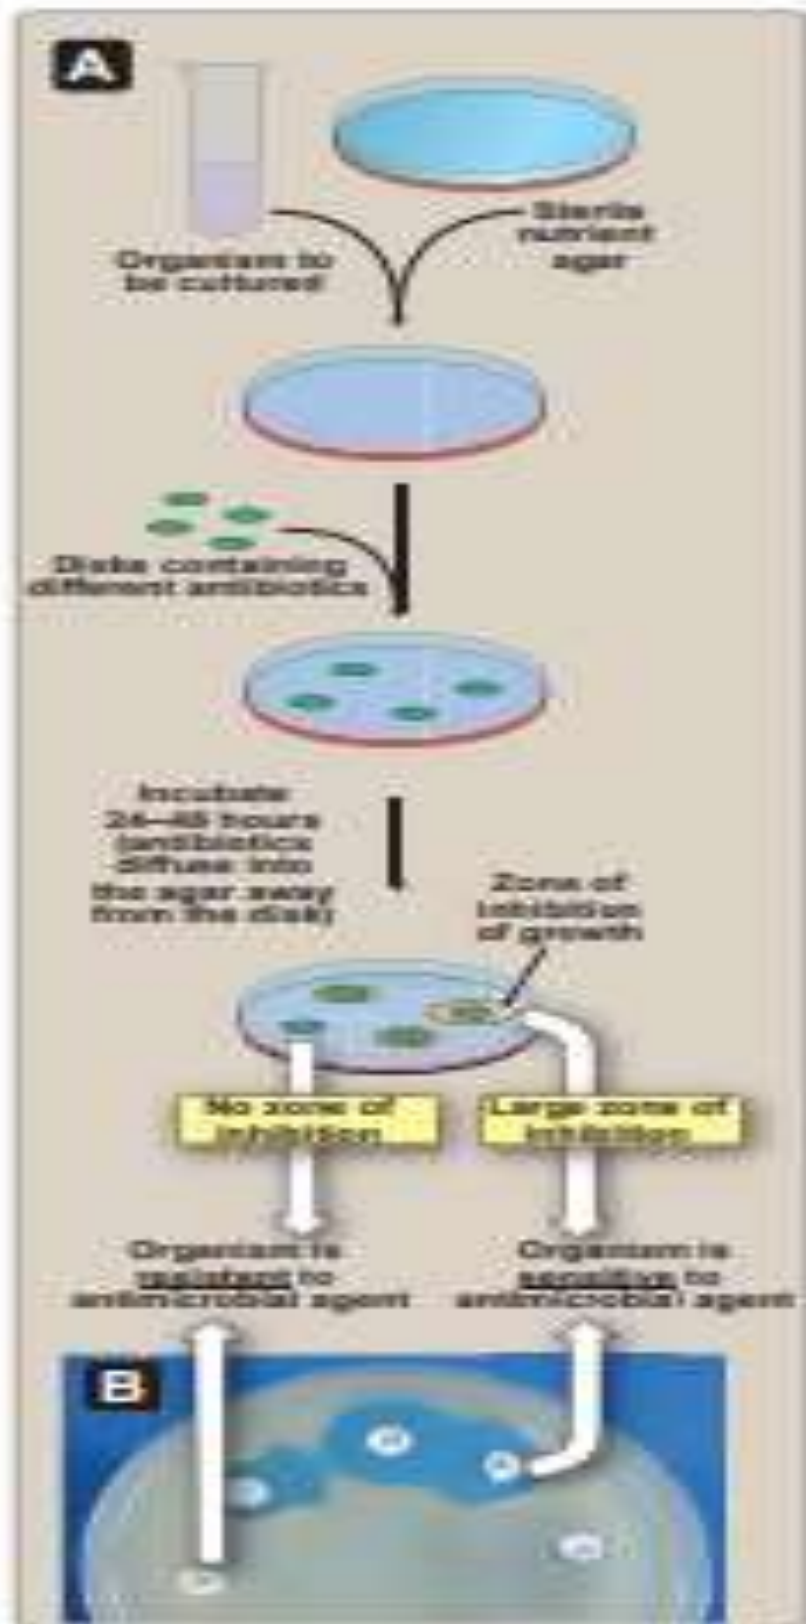 A
Organism to
be cultured
Sterile
nutrient
agar
Disks containing
different antibiotics
Incubate
24–48 hours
(antibiotics
diffuse into
the agar away
from the disk)
Zone of
inhibition
of growth
No zone of
inhibition
Large zone of
inhibition
Organism is
resistant to
antimicrobial agent
Organism is
sensitive to
antimicrobial agent
B